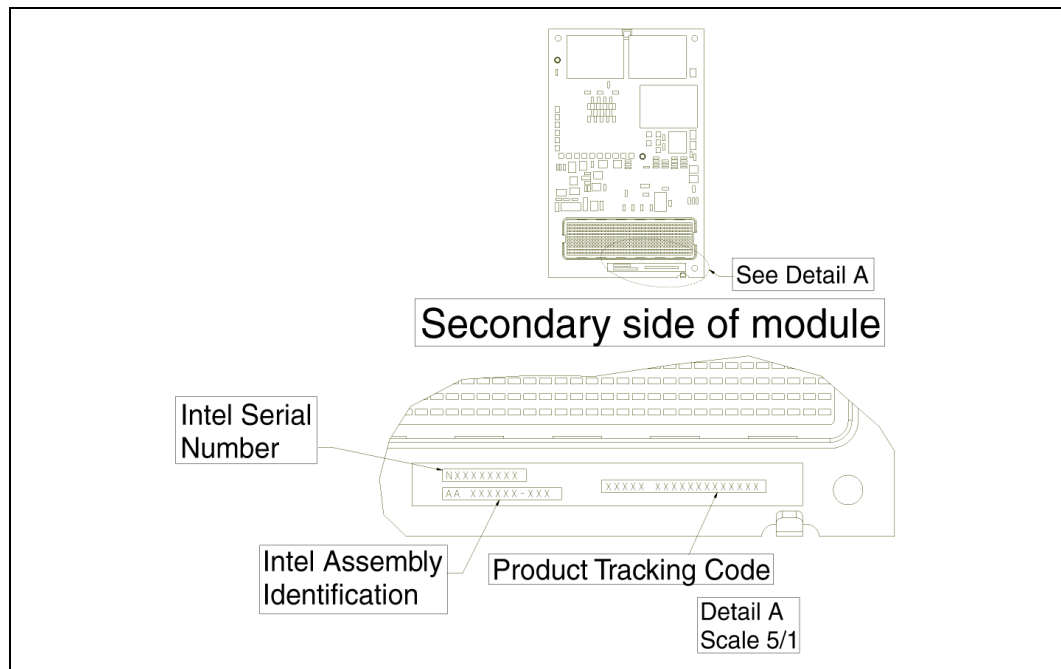 See Detail A
Secondary side of module
Intel Serial
Number
NXXXXXXXX
AA XXXXXX-XXX
XXXXX XXXXXXXXXXXXX
Intel Assembly
Identification
Product Tracking Code
Detail A
Scale 5/1